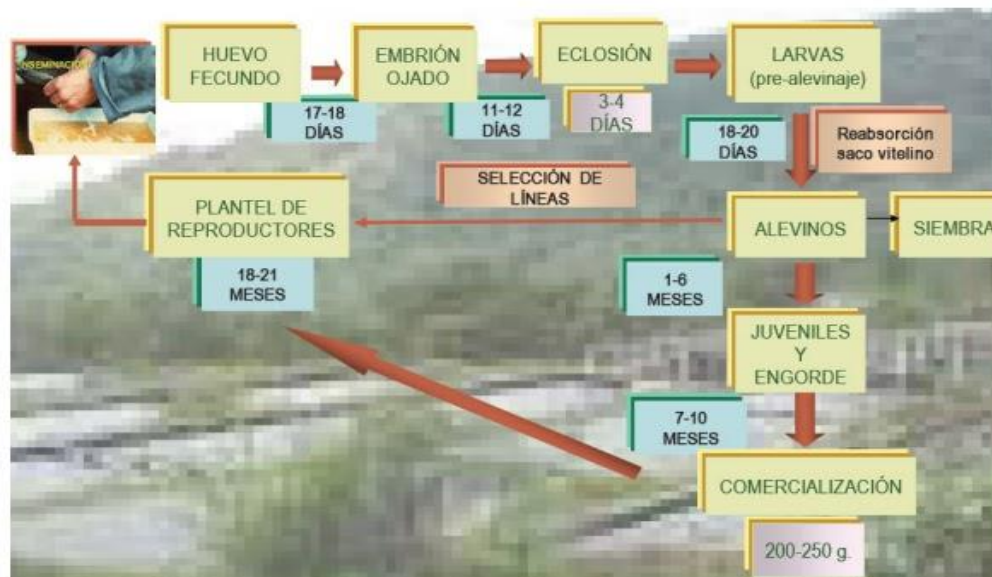 INSEMINACIÓN
HUEVO
FECUNDO
17-18
DÍAS
EMBRIÓN
OJADO
11-12
DÍAS
ECLOSIÓN
3-4
DÍAS
LARVAS
(pre-alevinaje)
18-20
DÍAS
Reabsorción
saco vitelino
SELECCIÓN DE
LÍNEAS
PLANTEL DE
REPRODUCTORES
18-21
MESES
ALEVINOS
SIEMBRA
1-6
MESES
JUVENILES
Y
ENGORDE
7-10
MESES
COMERCIALIZACIÓN
200-250 g.